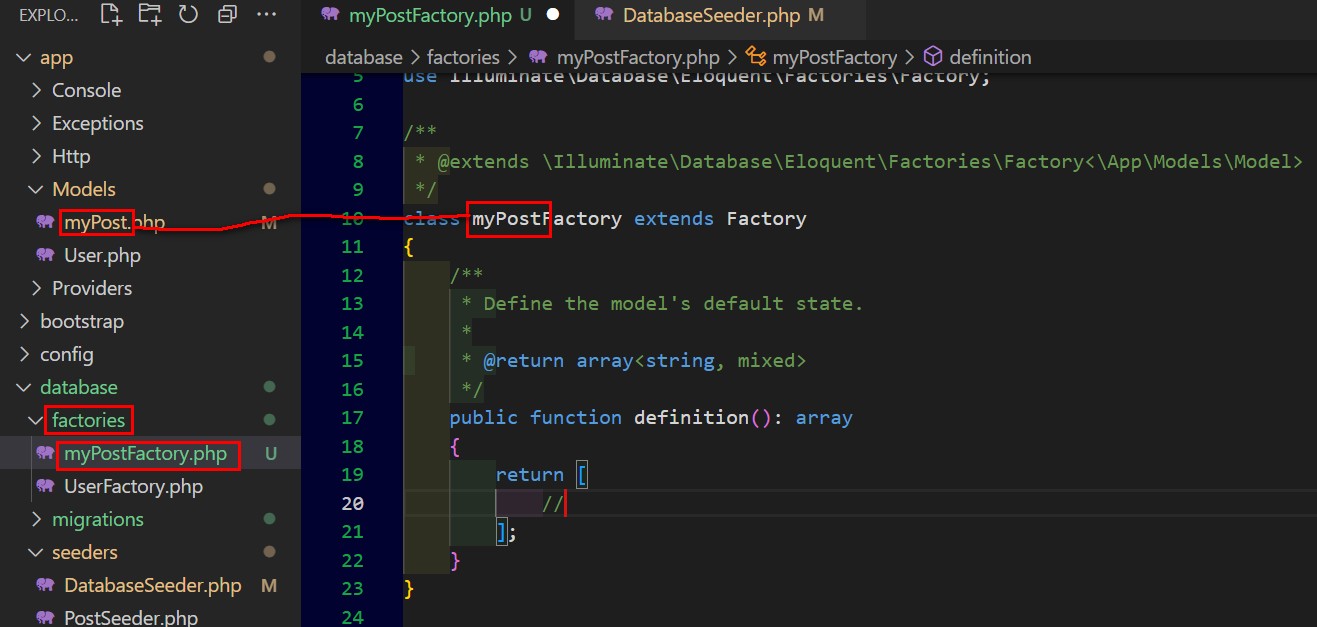 EXPLO...
app
Console
Exceptions
Http
Models
myPost.php M
User.php
Providers
bootstrap
config
database
factories
myPostFactory.php U
UserFactory.php
migrations
seeders
DatabaseSeeder.php M
PostSeeder.php
myPostFactory.php U
DatabaseSeeder.php M
database > factories > myPostFactory.php > myPostFactory > definition
5 use Illuminate\Database\Eloquent\Factories\Factory;
6
7 /**
8 * @extends \Illuminate\Database\Eloquent\Factories\Factory<\App\Models\Model>
9 */
10 class myPostFactory extends Factory
11 {
12 /**
13 * Define the model's default state.
14 *
15 * @return array<string, mixed>
16 */
17 public function definition(): array
18 {
19 return [
20 //
21 ];
22 }
23 }
24